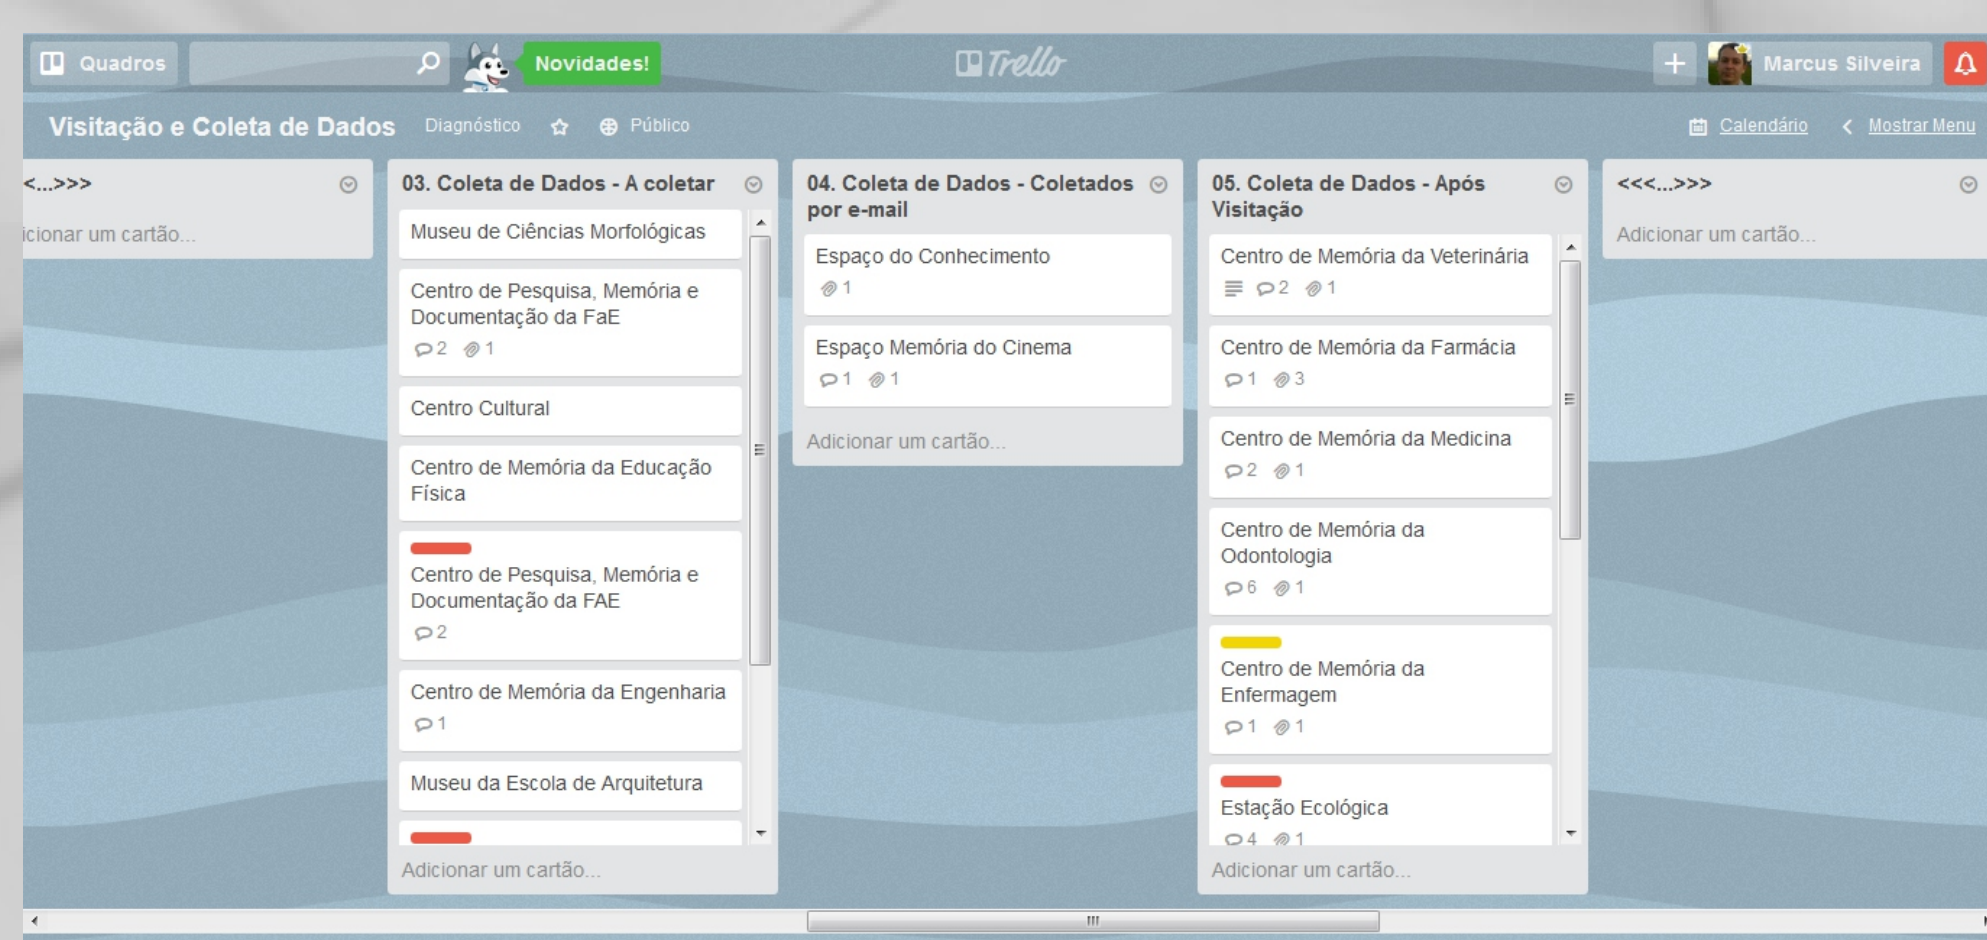 Quadros
Novidades!
Trello
Marcus Silveira
Visitação e Coleta de Dados
Diagnóstico
Público
Calendário
Mostrar Menu
<...>>>
icionar um cartão...
03. Coleta de Dados - A coletar
Museu de Ciências Morfológicas
Centro de Pesquisa, Memória e
Documentação da FaE
2 1
Centro Cultural
Centro de Memória da Educação
Física
Centro de Pesquisa, Memória e
Documentação da FAE
2
Centro de Memória da Engenharia
1
Museu da Escola de Arquitetura
Adicionar um cartão...
04. Coleta de Dados - Coletados
por e-mail
Espaço do Conhecimento
1
Espaço Memória do Cinema
1 1
Adicionar um cartão...
05. Coleta de Dados - Após
Visitação
Centro de Memória da Veterinária
2 1
Centro de Memória da Farmácia
1 3
Centro de Memória da Medicina
2 1
Centro de Memória da
Odontologia
6 1
Centro de Memória da
Enfermagem
1 1
Estação Ecológica
4 1
Adicionar um cartão...
<<<...>>>
Adicionar um cartão...